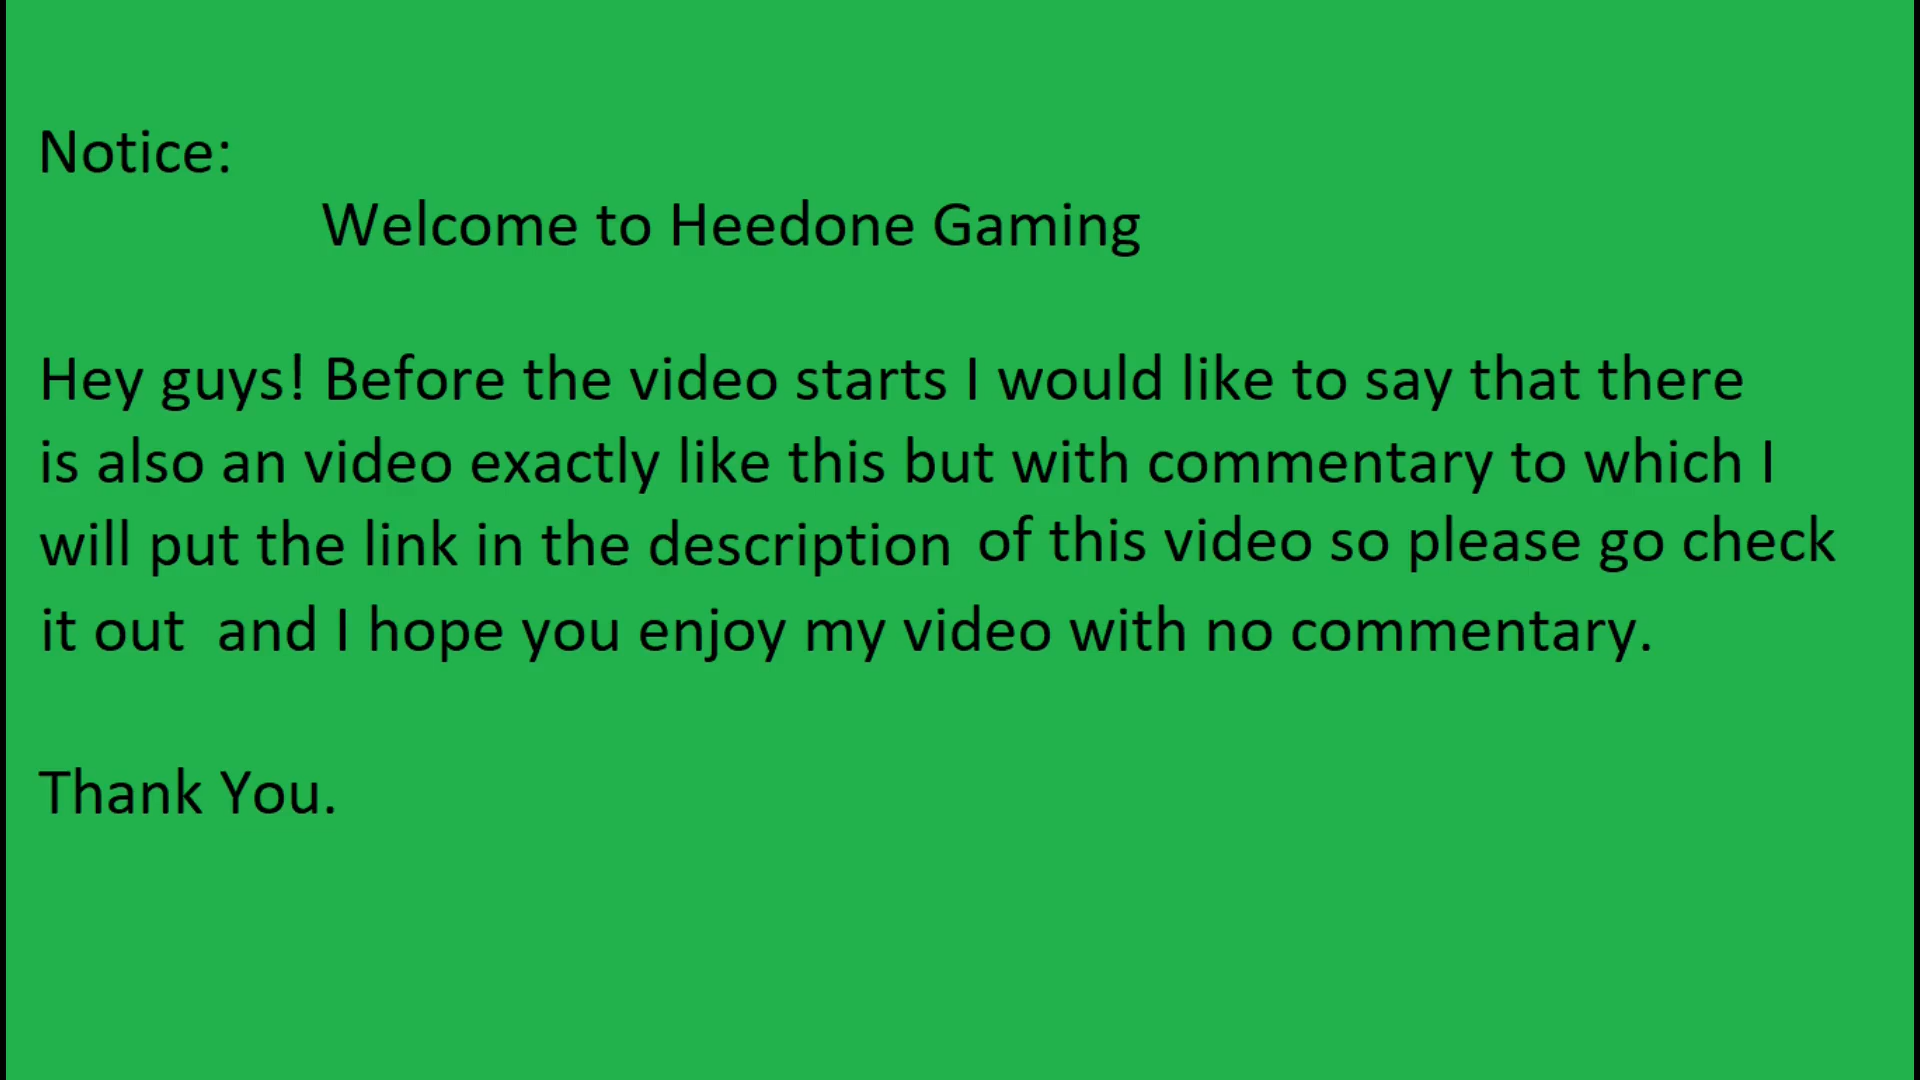 Notice:
Welcome to Heedone Gaming
Hey guys! Before the video starts I would like to say that there
is also an video exactly like this but with commentary to which I
will put the link in the description of this video so please go check
it out and I hope you enjoy my video with no commentary.
Thank You.